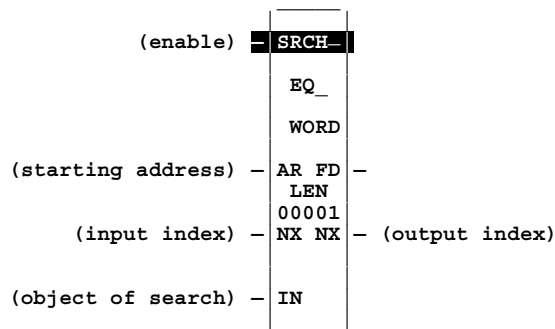 (enable) — SRCH—
EQ_
WORD
(starting address) — AR FD —
LEN
00001
(input index) — NX NX — (output index)
(object of search) — IN